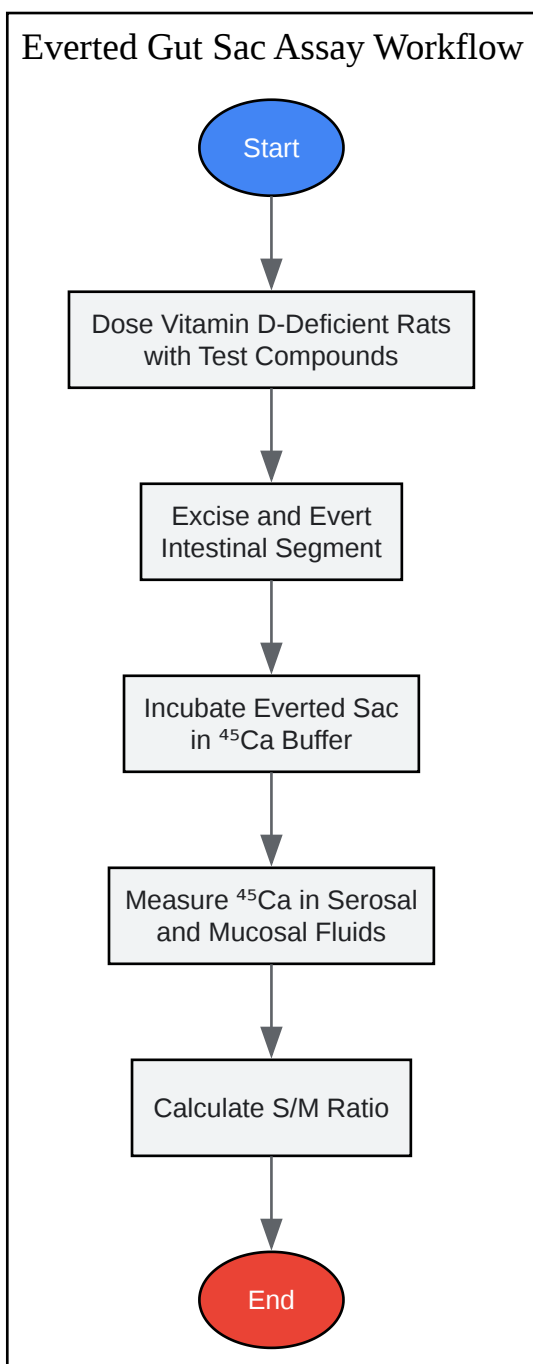 Everted Gut Sac Assay Workflow
Start
Dose Vitamin D-Deficient Rats
with Test Compounds
Excise and Evert
Intestinal Segment
Incubate Everted Sac
in ⁴⁵Ca Buffer
Measure ⁴⁵Ca in Serosal
and Mucosal Fluids
Calculate S/M Ratio
End